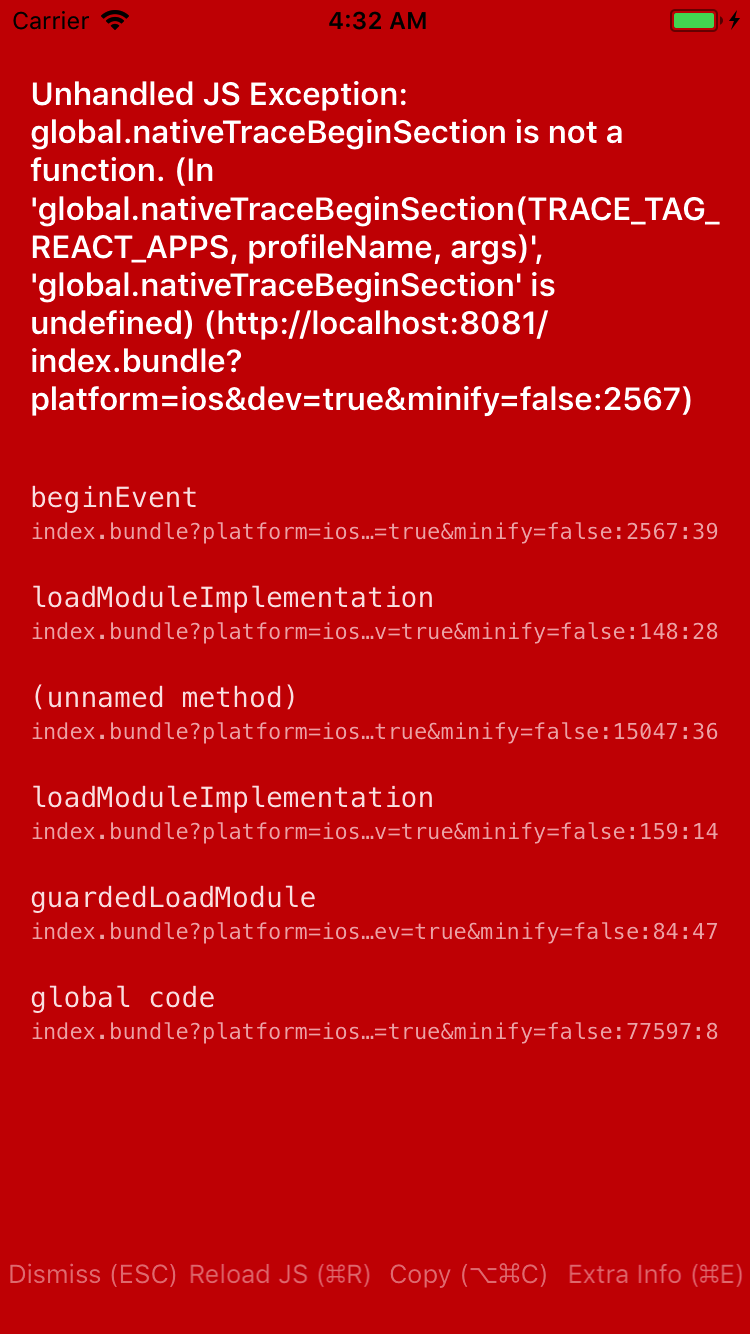 Carrier 4:32 AM
Unhandled JS Exception:
global.nativeTraceBeginSection is not a
function. (In
'global.nativeTraceBeginSection(TRACE_TAG_
REACT_APPS, profileName, args)',
'global.nativeTraceBeginSection' is
undefined) (http://localhost:8081/
index.bundle?
platform=ios&dev=true&minify=false:2567)
beginEvent
index.bundle?platform=ios…=true&minify=false:2567:39
loadModuleImplementation
index.bundle?platform=ios…v=true&minify=false:148:28
(unnamed method)
index.bundle?platform=ios…true&minify=false:15047:36
loadModuleImplementation
index.bundle?platform=ios…v=true&minify=false:159:14
guardedLoadModule
index.bundle?platform=ios…ev=true&minify=false:84:47
global code
index.bundle?platform=ios…=true&minify=false:77597:8
Dismiss (ESC) Reload JS (⌘R) Copy (⌥⌘C) Extra Info (⌘E)